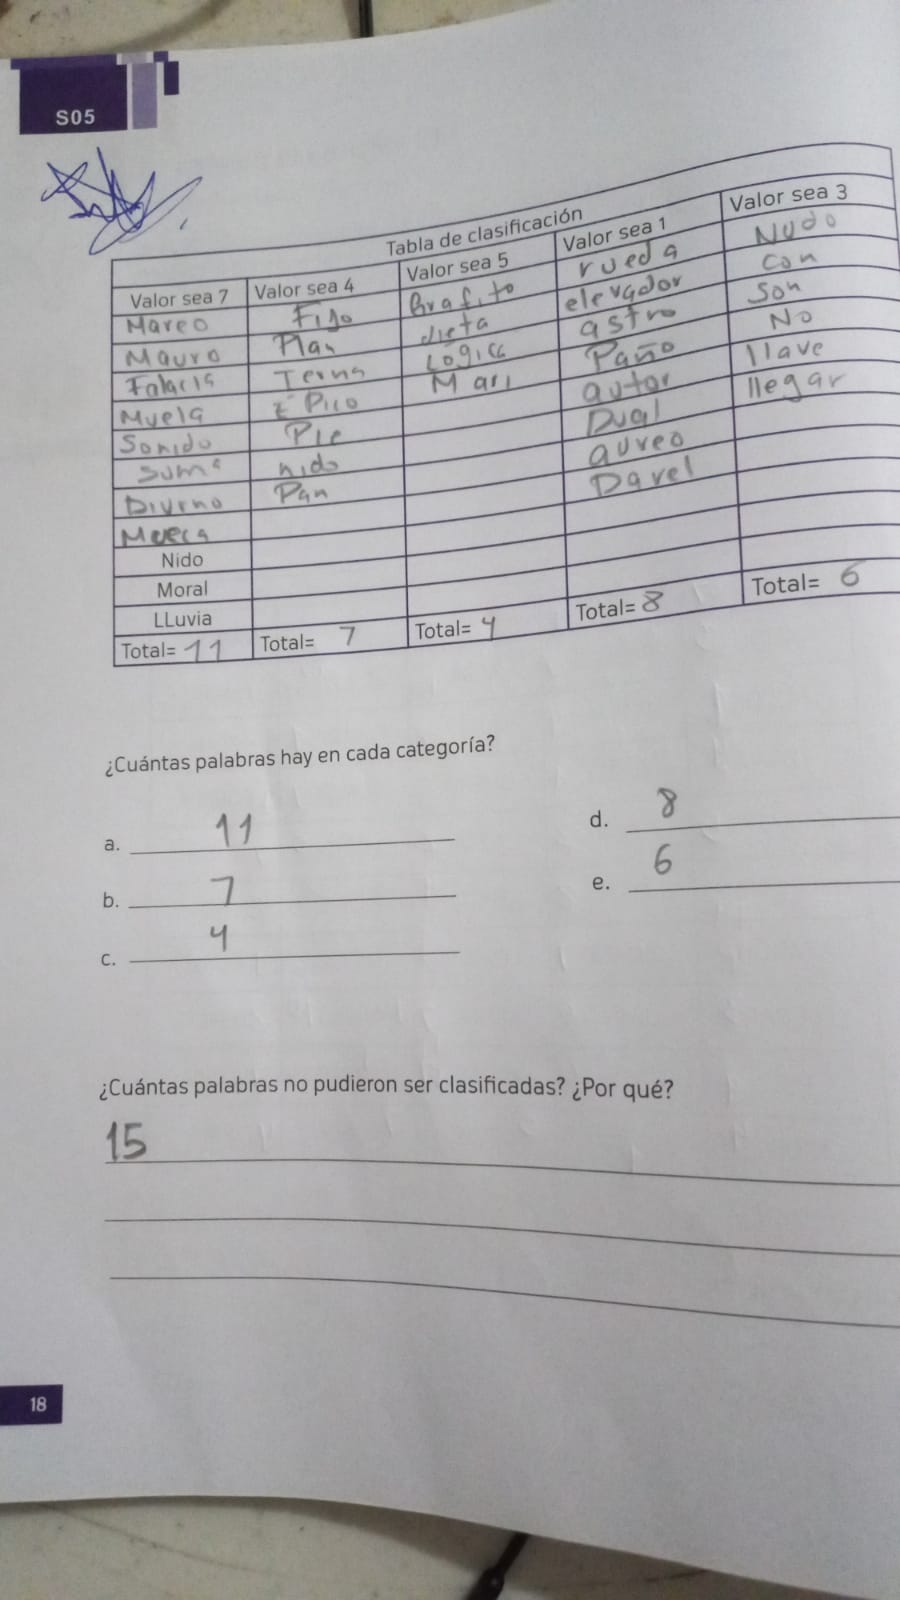 S05
Tabla de clasificación
Valor sea 7 Valor sea 4 Valor sea 5 Valor sea 1 Valor sea 3
Mareo Fijo Grafito rueda Nudo
Mauro Plan dieta elevador con
Falacia Terna Lógica astro Son
Muela Épico Mari Paño No
Sonido Pie autor llave
Suma nido Dual llegar
Diurno Pan aureo
Mueca Davel
Nido
Moral
LLuvia
Total= 11 Total= 7 Total= 4 Total= 8 Total= 6
¿Cuántas palabras hay en cada categoría?
a. 11 d. 8
b. 7 e. 6
c. 4
¿Cuántas palabras no pudieron ser clasificadas? ¿Por qué?
15
18